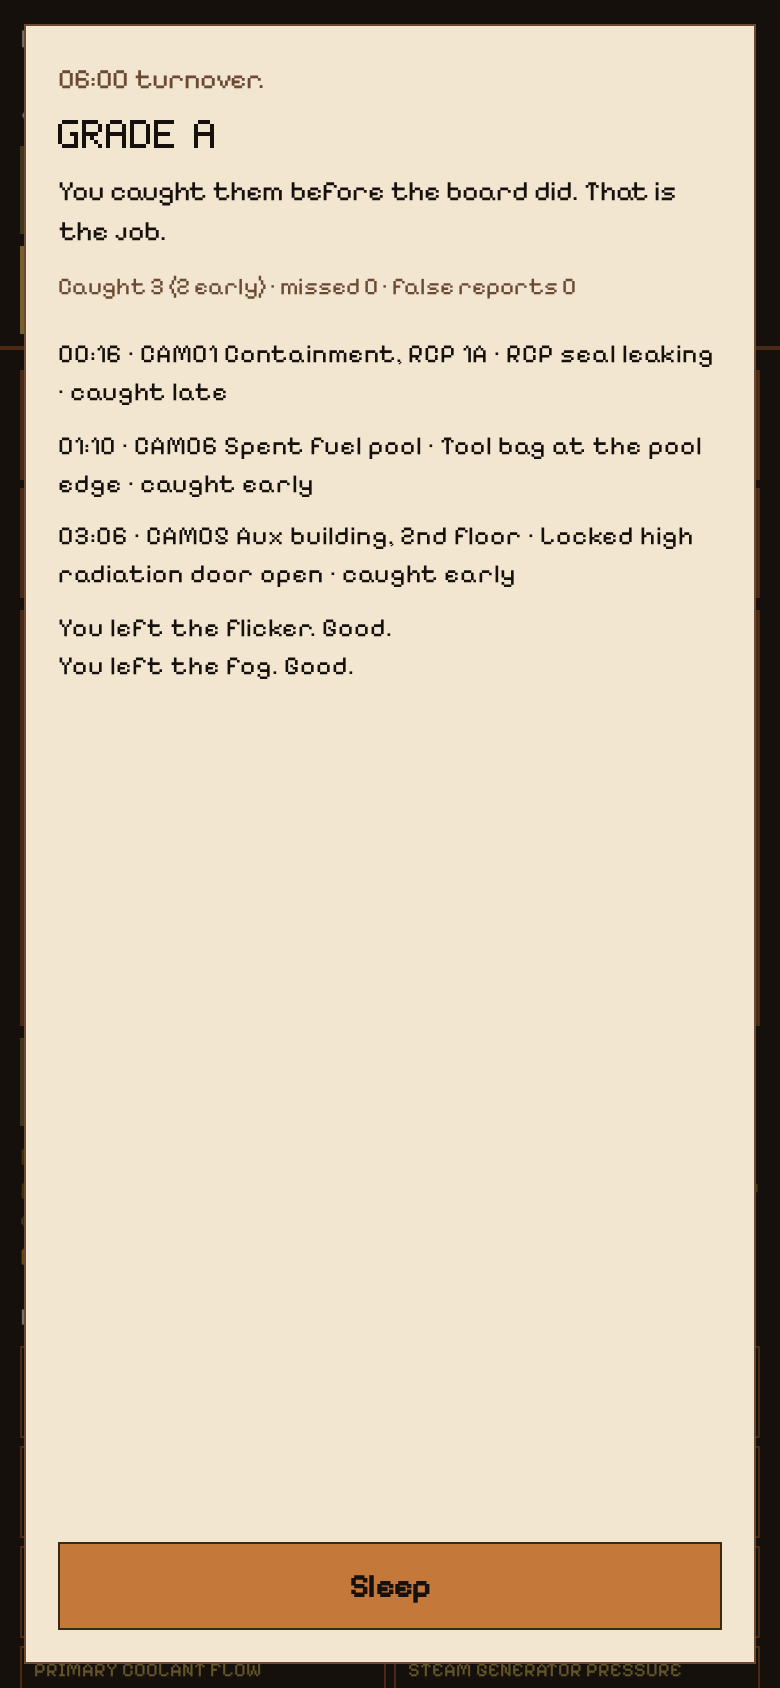 06:00 turnover.
GRADE A
You caught them before the board did. That is
the job.
Caught 3 (2 early) · missed 0 · False reports 0
00:16 · CAM01 Containment, RCP 1A · RCP seal leaking
· caught late
01:10 · CAM06 Spent Fuel pool · Tool bag at the pool
edge · caught early
03:06 · Aux building, 2nd Floor · Locked high
radiation door open · caught early
You left the Flicker. Good.
You left the Fog. Good.
Sleep
PRIMARY COOLANT FLOW
STEAM GENERATOR PRESSURE